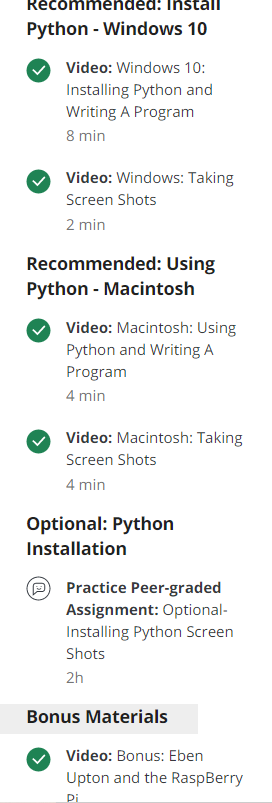 Recommended: Install
Python - Windows 10
Video: Windows 10:
Installing Python and
Writing A Program
8 min
Video: Windows: Taking
Screen Shots
2 min
Recommended: Using
Python - Macintosh
Video: Macintosh: Using
Python and Writing A
Program
4 min
Video: Macintosh: Taking
Screen Shots
4 min
Optional: Python
Installation
Practice Peer-graded
Assignment: Optional-
Installing Python Screen
Shots
2h
Bonus Materials
Video: Bonus: Eben
Upton and the RaspBerry
Pi